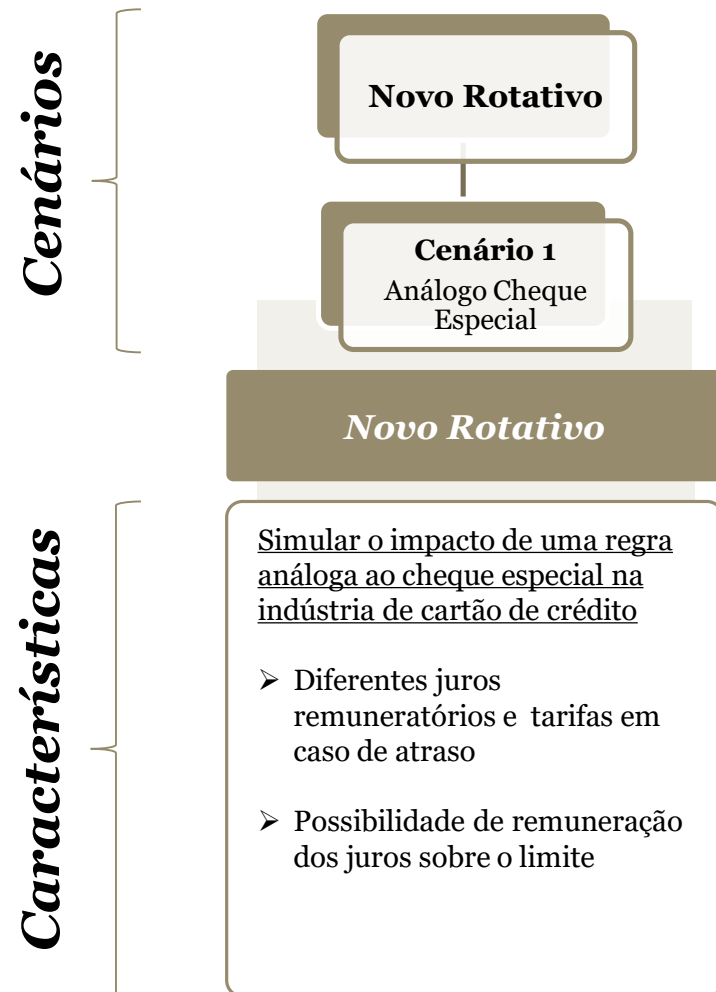 Cenários
Novo Rotativo
Cenário 1
Análogo Cheque
Especial
Novo Rotativo
Características
Simular o impacto de uma regra
análoga ao cheque especial na
indústria de cartão de crédito
➢ Diferentes juros
remuneratórios e tarifas em
caso de atraso
➢ Possibilidade de remuneração
dos juros sobre o limite